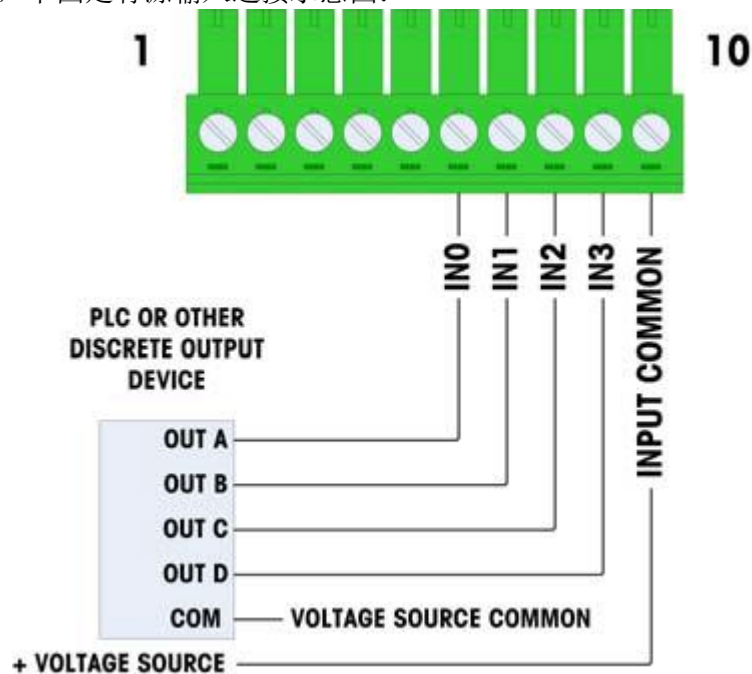 1
10
IN0
IN1
IN2
IN3
INPUT COMMON
PLC OR OTHER
DISCRETE OUTPUT
DEVICE
OUT A
OUT B
OUT C
OUT D
COM
VOLTAGE SOURCE COMMON
+ VOLTAGE SOURCE